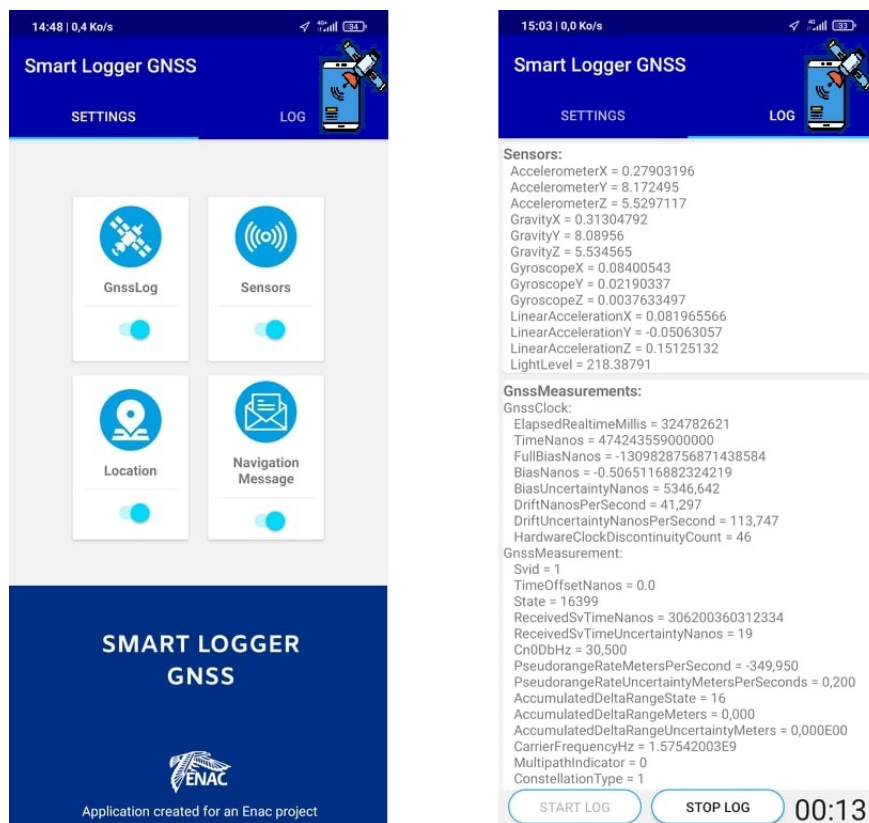 14:48 | 0,4 Ko/s
4G+
34
Smart Logger GNSS
SETTINGS
LOG
GnssLog
Sensors
Location
Navigation
Message
SMART LOGGER
GNSS
ENAC
Application created for an Enac project
15:03 | 0,0 Ko/s
33
Smart Logger GNSS
SETTINGS
LOG
Sensors:
AccelerometerX = 0.27903196
AccelerometerY = 8.172495
AccelerometerZ = 5.5297117
GravityX = 0.31304792
GravityY = 8.08956
GravityZ = 5.534565
GyroscopeX = 0.08400543
GyroscopeY = 0.02190337
GyroscopeZ = 0.0037633497
LinearAccelerationX = 0.081965566
LinearAccelerationY = -0.05063057
LinearAccelerationZ = 0.15125132
LightLevel = 218.38791
GnssMeasurements:
GnssClock:
ElapsedRealtimeMillis = 324782621
TimeNanos = 474243559000000
FullBiasNanos = -1309828756871438584
BiasNanos = -0.5065116882324219
BiasUncertaintyNanos = 5346,642
DriftNanosPerSecond = 41,297
DriftUncertaintyNanosPerSecond = 113,747
HardwareClockDiscontinuityCount = 46
GnssMeasurement:
Svid = 1
TimeOffsetNanos = 0.0
State = 16399
ReceivedSvTimeNanos = 306200360312334
ReceivedSvTimeUncertaintyNanos = 19
Cn0DbHz = 30,500
PseudorangeRateMetersPerSecond = -349,950
PseudorangeRateUncertaintyMetersPerSeconds = 0,200
AccumulatedDeltaRangeState = 16
AccumulatedDeltaRangeMeters = 0,000
AccumulatedDeltaRangeUncertaintyMeters = 0,000E00
CarrierFrequencyHz = 1.57542003E9
MultipathIndicator = 0
ConstellationType = 1
START LOG
STOP LOG
00:13